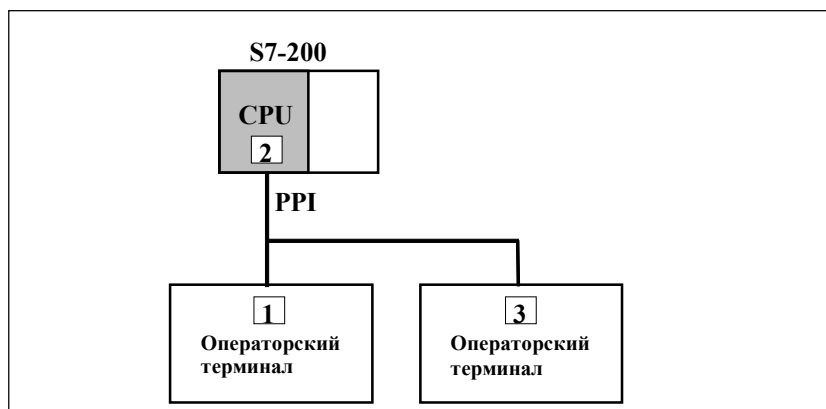 S7-200
CPU
2
PPI
1
Операторский
терминал
3
Операторский
терминал